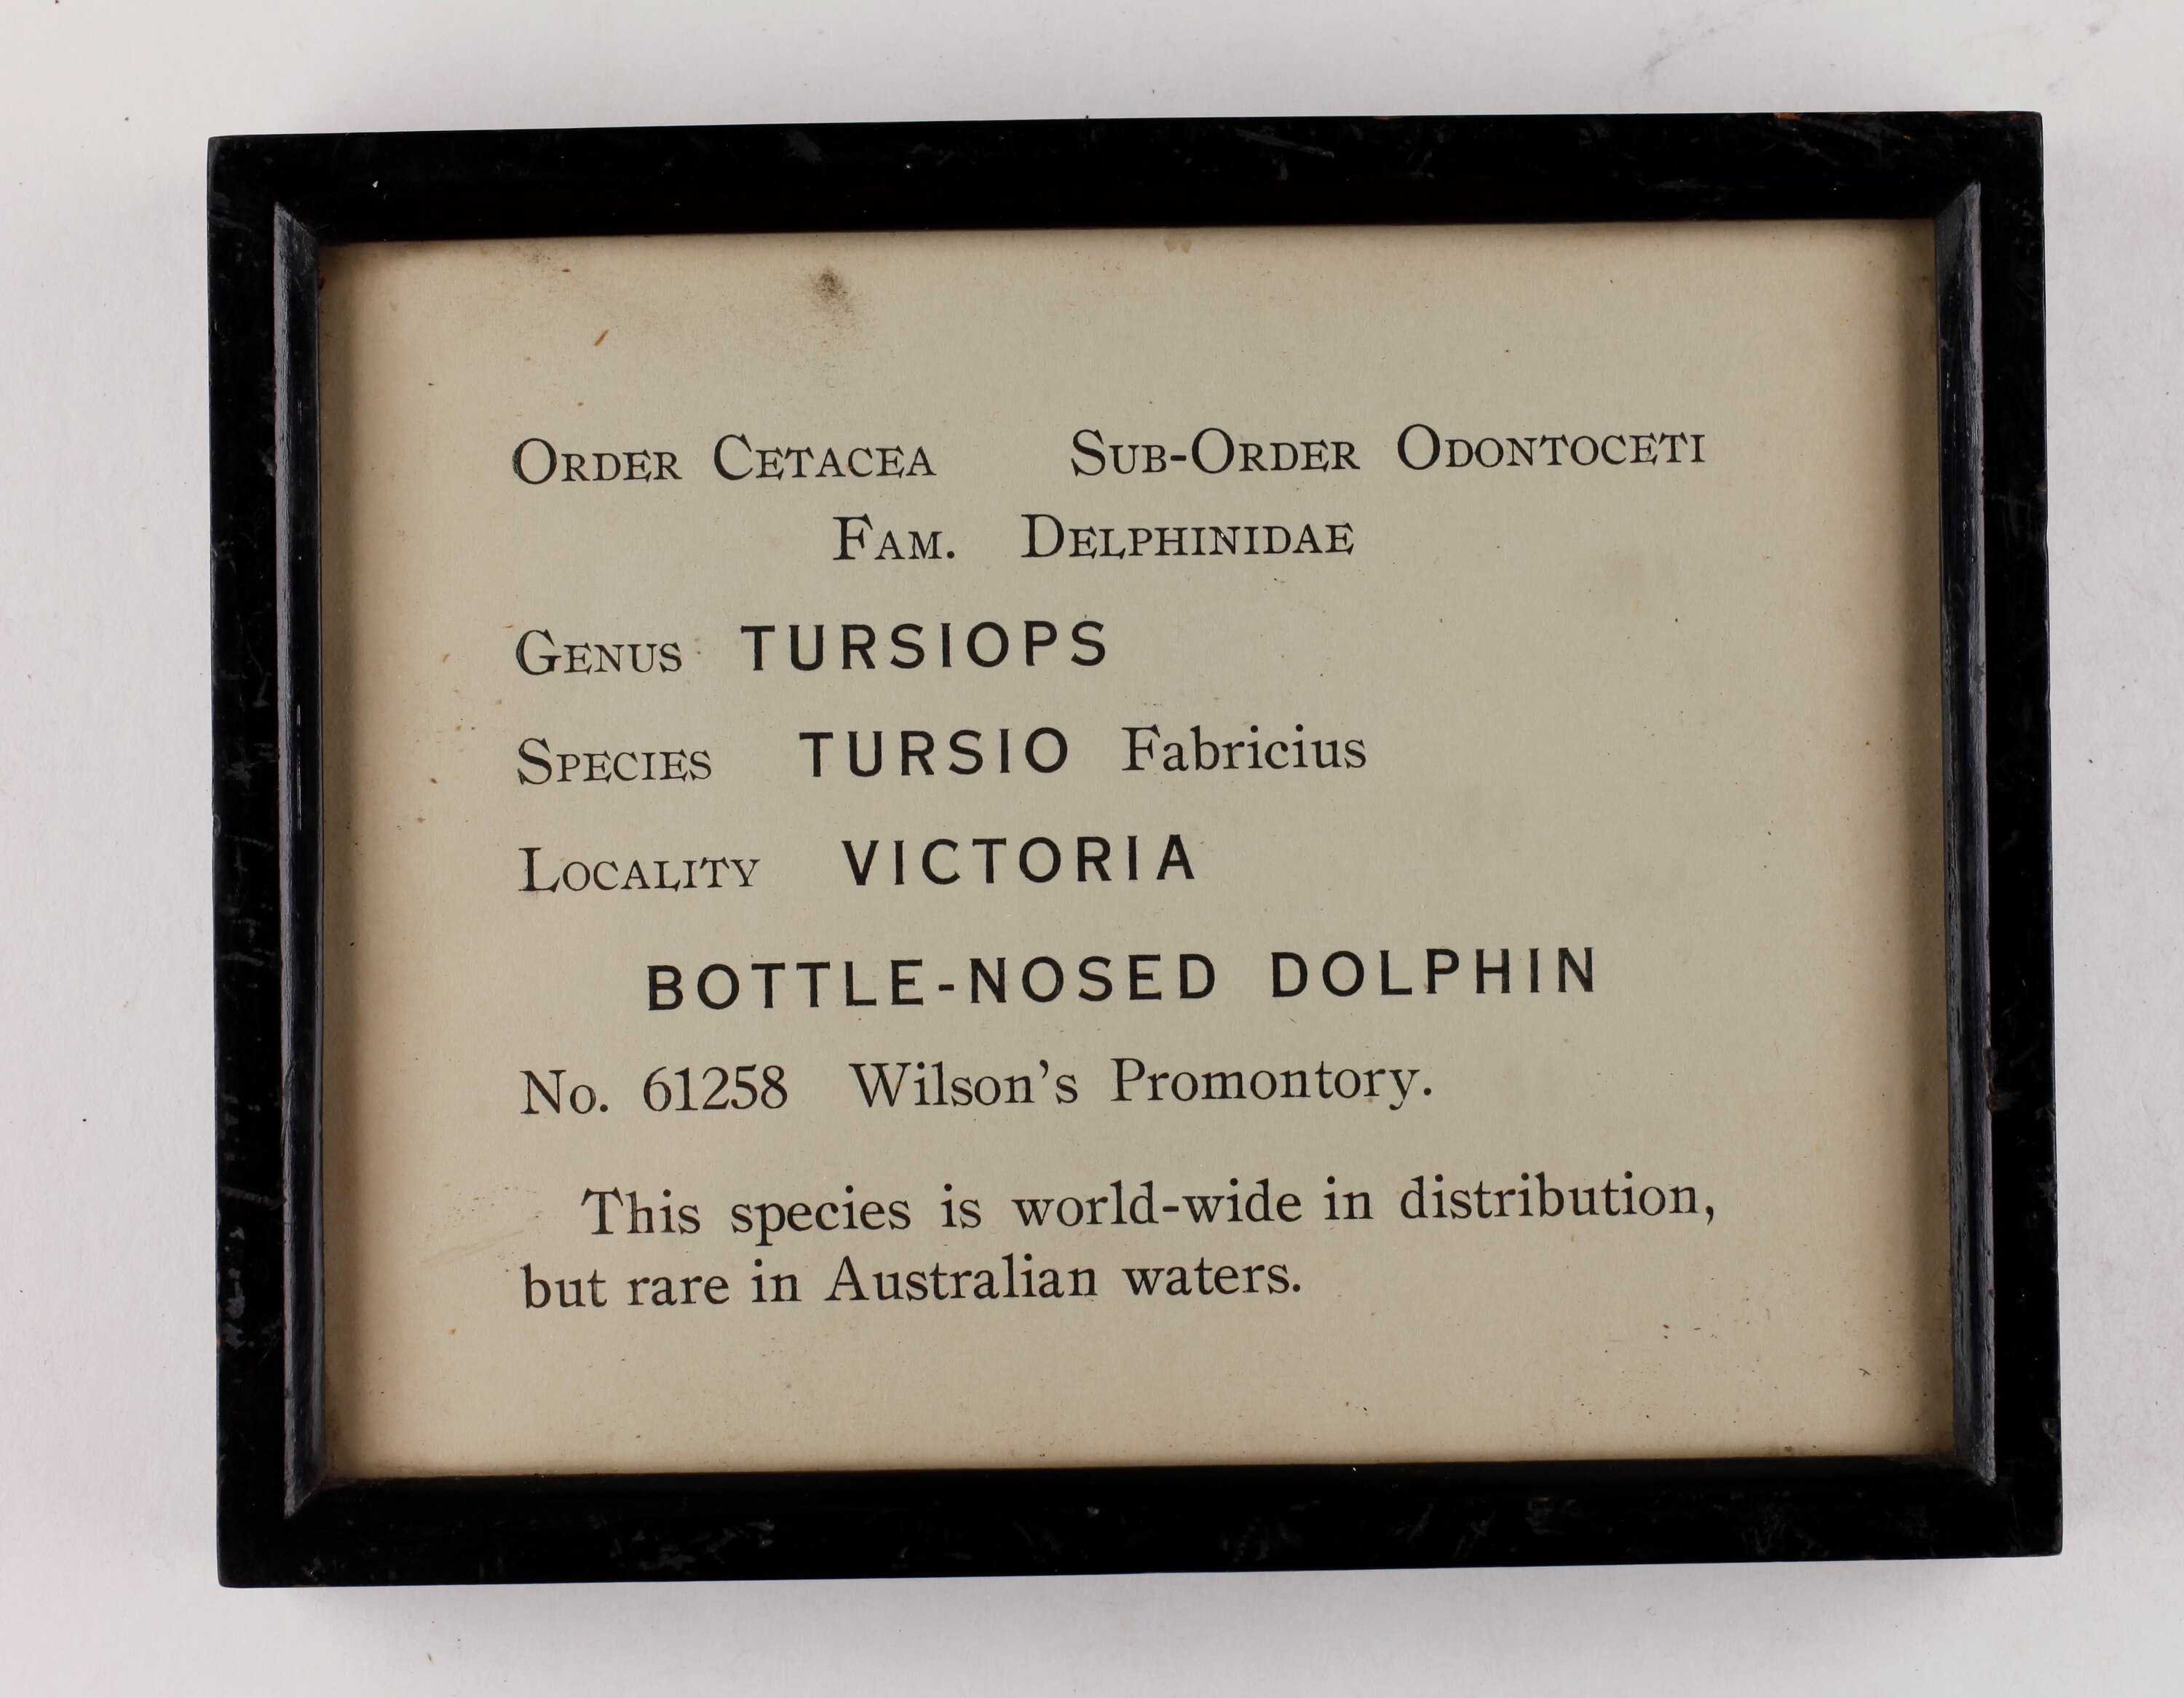 Order Cetacea Sub-Order Odontoceti
Fam. Delphinidae
Genus TURSIOPS
Species TURSIO Fabricius
Locality VICTORIA
BOTTLE-NOSED DOLPHIN
No. 61258 Wilson's Promontory.
This species is world-wide in distribution,
but rare in Australian waters.